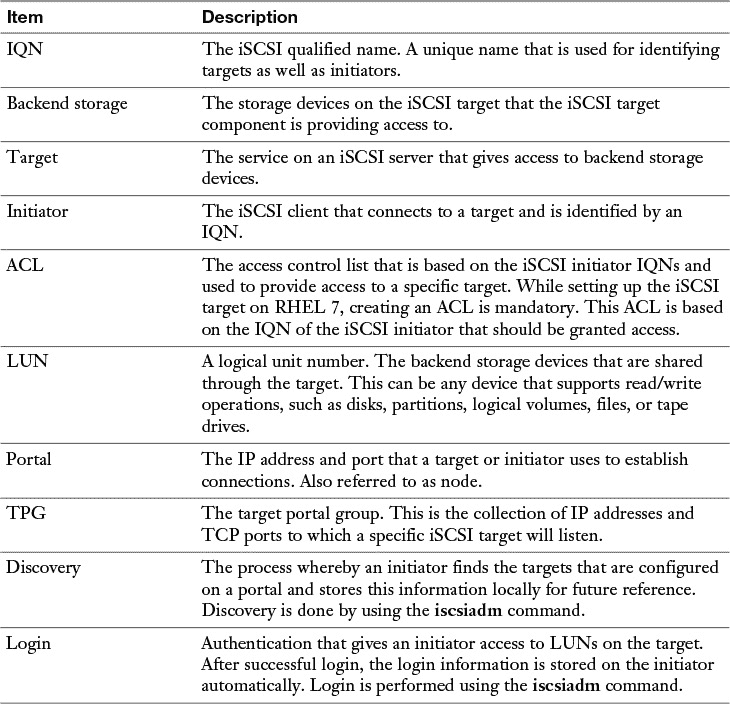 Item Description
IQN The iSCSI qualified name. A unique name that is used for identifying
targets as well as initiators.
Backend storage The storage devices on the iSCSI target that the iSCSI target
component is providing access to.
Target The service on an iSCSI server that gives access to backend storage
devices.
Initiator The iSCSI client that connects to a target and is identified by an
IQN.
ACL The access control list that is based on the iSCSI initiator IQNs and
used to provide access to a specific target. While setting up the iSCSI
target on RHEL 7, creating an ACL is mandatory. This ACL is based
on the IQN of the iSCSI initiator that should be granted access.
LUN A logical unit number. The backend storage devices that are shared
through the target. This can be any device that supports read/write
operations, such as disks, partitions, logical volumes, files, or tape
drives.
Portal The IP address and port that a target or initiator uses to establish
connections. Also referred to as node.
TPG The target portal group. This is the collection of IP addresses and
TCP ports to which a specific iSCSI target will listen.
Discovery The process whereby an initiator finds the targets that are configured
on a portal and stores this information locally for future reference.
Discovery is done by using the iscsiadm command.
Login Authentication that gives an initiator access to LUNs on the target.
After successful login, the login information is stored on the initiator
automatically. Login is performed using the iscsiadm command.